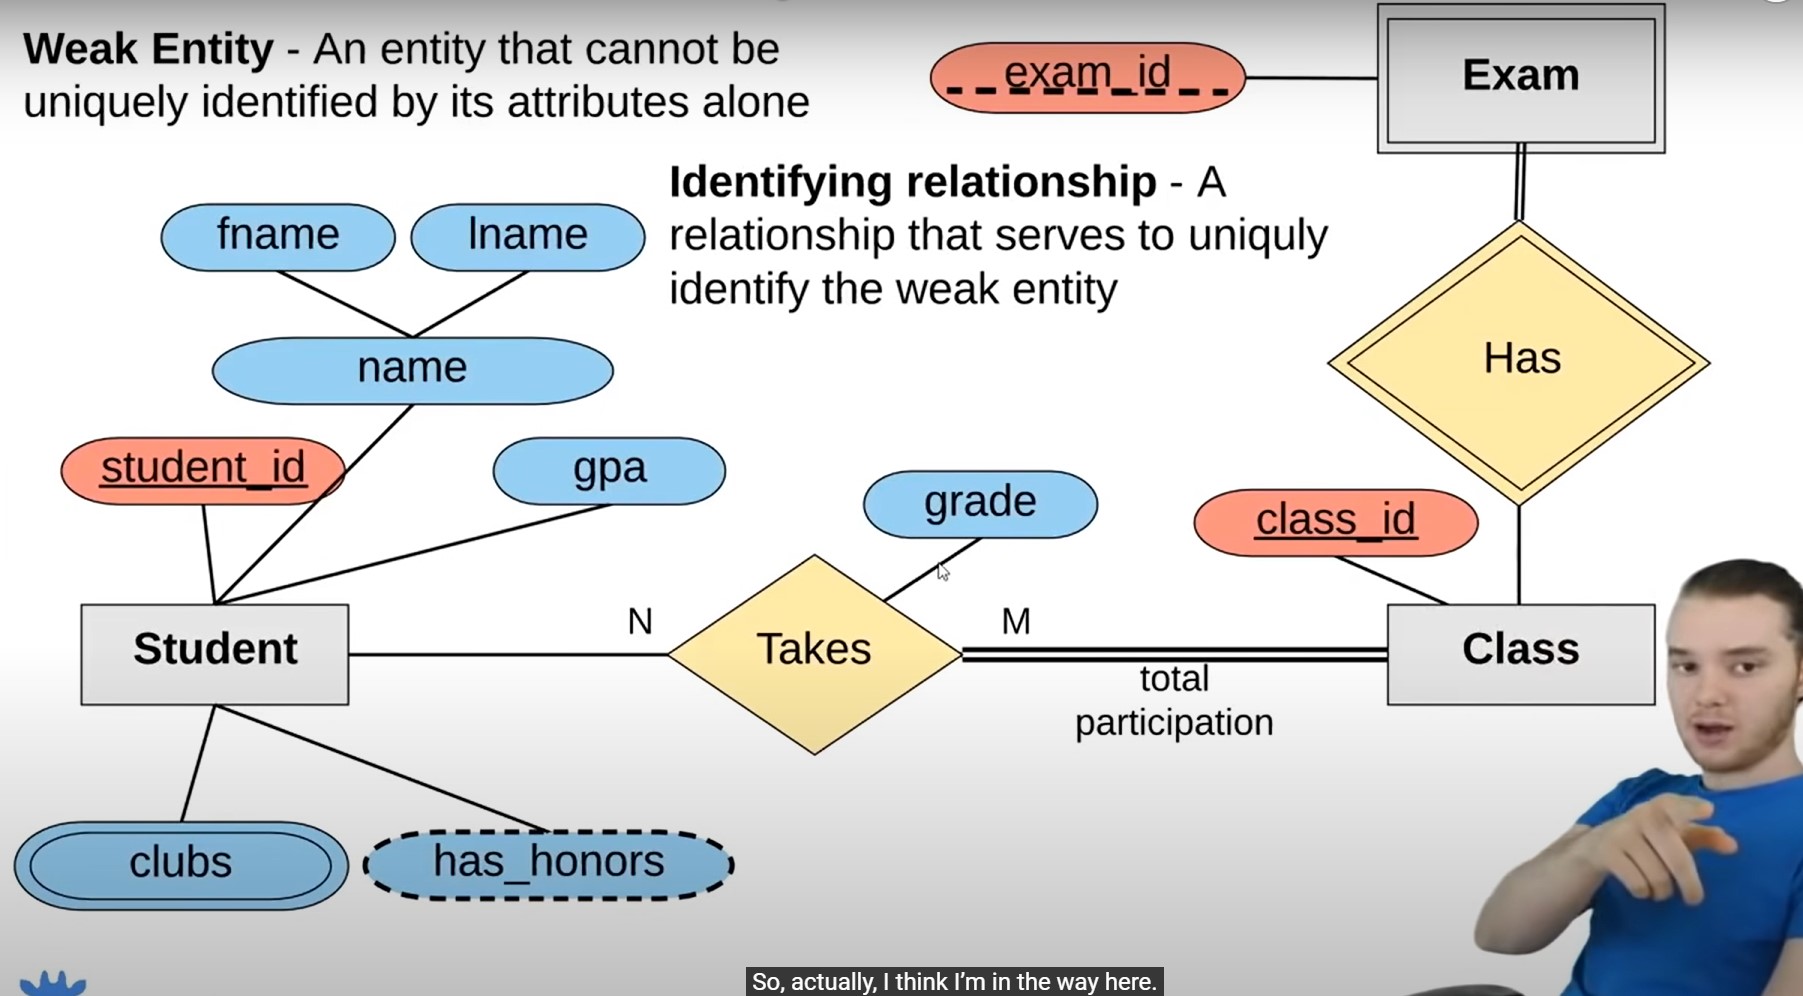 Weak Entity - An entity that cannot be
uniquely identified by its attributes alone
exam_id
Exam
Identifying relationship - A
relationship that serves to uniquly
identify the weak entity
fname
lname
name
Has
student_id
gpa
grade
class_id
Student
N
Takes
M
total
participation
Class
clubs
has_honors
So, actually, I think I'm in the way here.